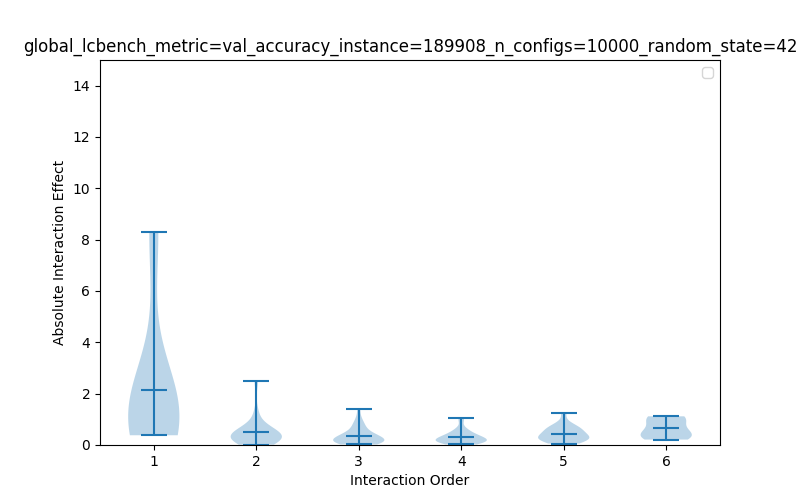 global_lcbench_metric=val_accuracy_instance=189908_n_configs=10000_random_state=42
14
12
10
8
6
4
2
0
Absolute Interaction Effect
1 2 3 4 5 6
Interaction Order